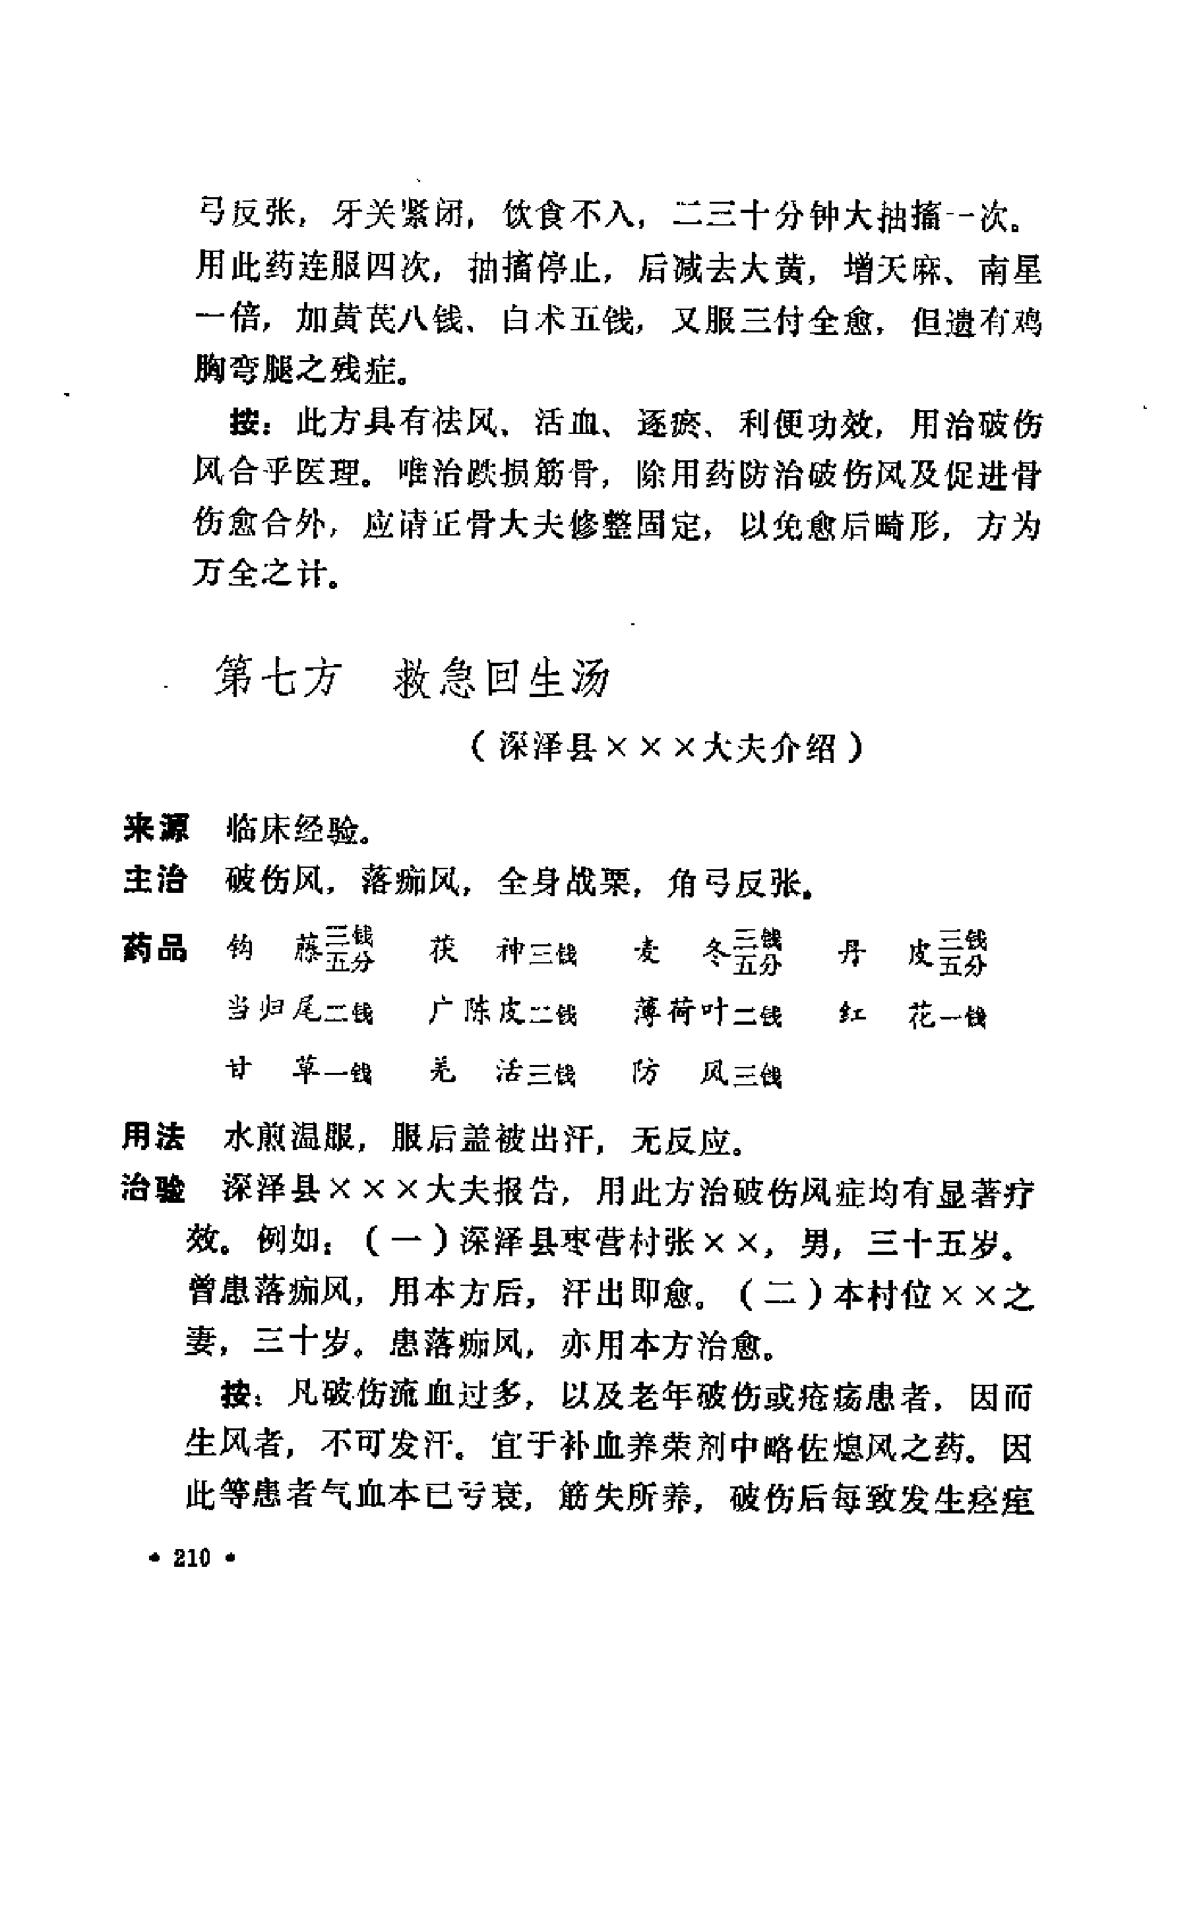 弓反张，牙关紧闭，饮食不入，二三十分钟大抽搐一次。
用此药连服四次，抽搐停止，后减去大黄，增天麻、南星
一倍，加黄芪八钱、白术五钱，又服三付全愈，但遗有鸡
胸弯腿之残症。
按：此方具有祛风、活血、逐瘀、利便功效，用治破伤
风合乎医理。唯治跌损筋骨，除用药防治破伤风及促进骨
伤愈合外，应请正骨大夫修整固定，以免愈后畸形，方为
万全之计。
第七方 救急回生汤
（深泽县×××大夫介绍）
来源 临床经验。
主治 破伤风，落痂风，全身战栗，角弓反张。
药品 钩藤三钱五分 茯神三钱 麦冬三钱五分 丹皮三钱五分
当归尾二钱 广陈皮二钱 薄荷叶二钱 红花一钱
甘草一钱 羌活三钱 防风三钱
用法 水煎温服，服后盖被出汗，无反应。
治验 深泽县×××大夫报告，用此方治破伤风症均有显著疗
效。例如：（一）深泽县枣营村张××，男，三十五岁。
曾患落痂风，用本方后，汗出即愈。（二）本村位××之
妻，三十岁。患落痂风，亦用本方治愈。
按：凡破伤流血过多，以及老年破伤或疮疡患者，因而
生风者，不可发汗。宜于补血养荣剂中略佐熄风之药。因
此等患者气血本已亏衰，筋失所养，破伤后每致发生痉症
• 210 •